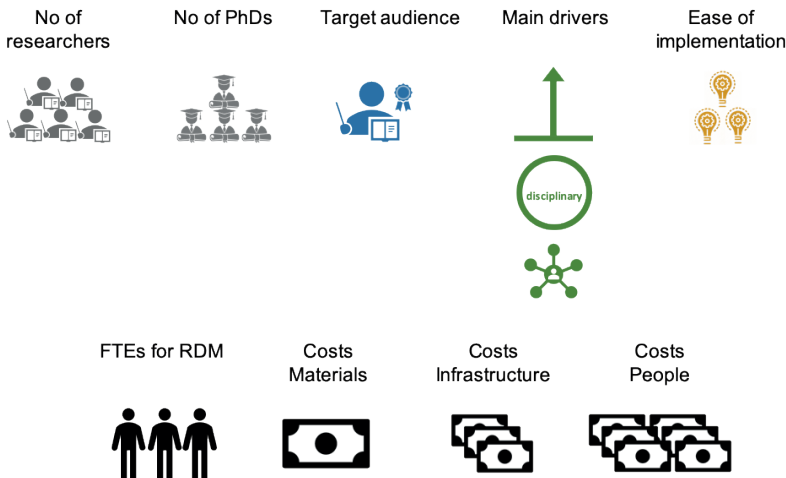 No of
researchers
No of PhDs
Target audience
Main drivers
Ease of
implementation
disciplinary
FTEs for RDM
Costs
Materials
Costs
Infrastructure
Costs
People